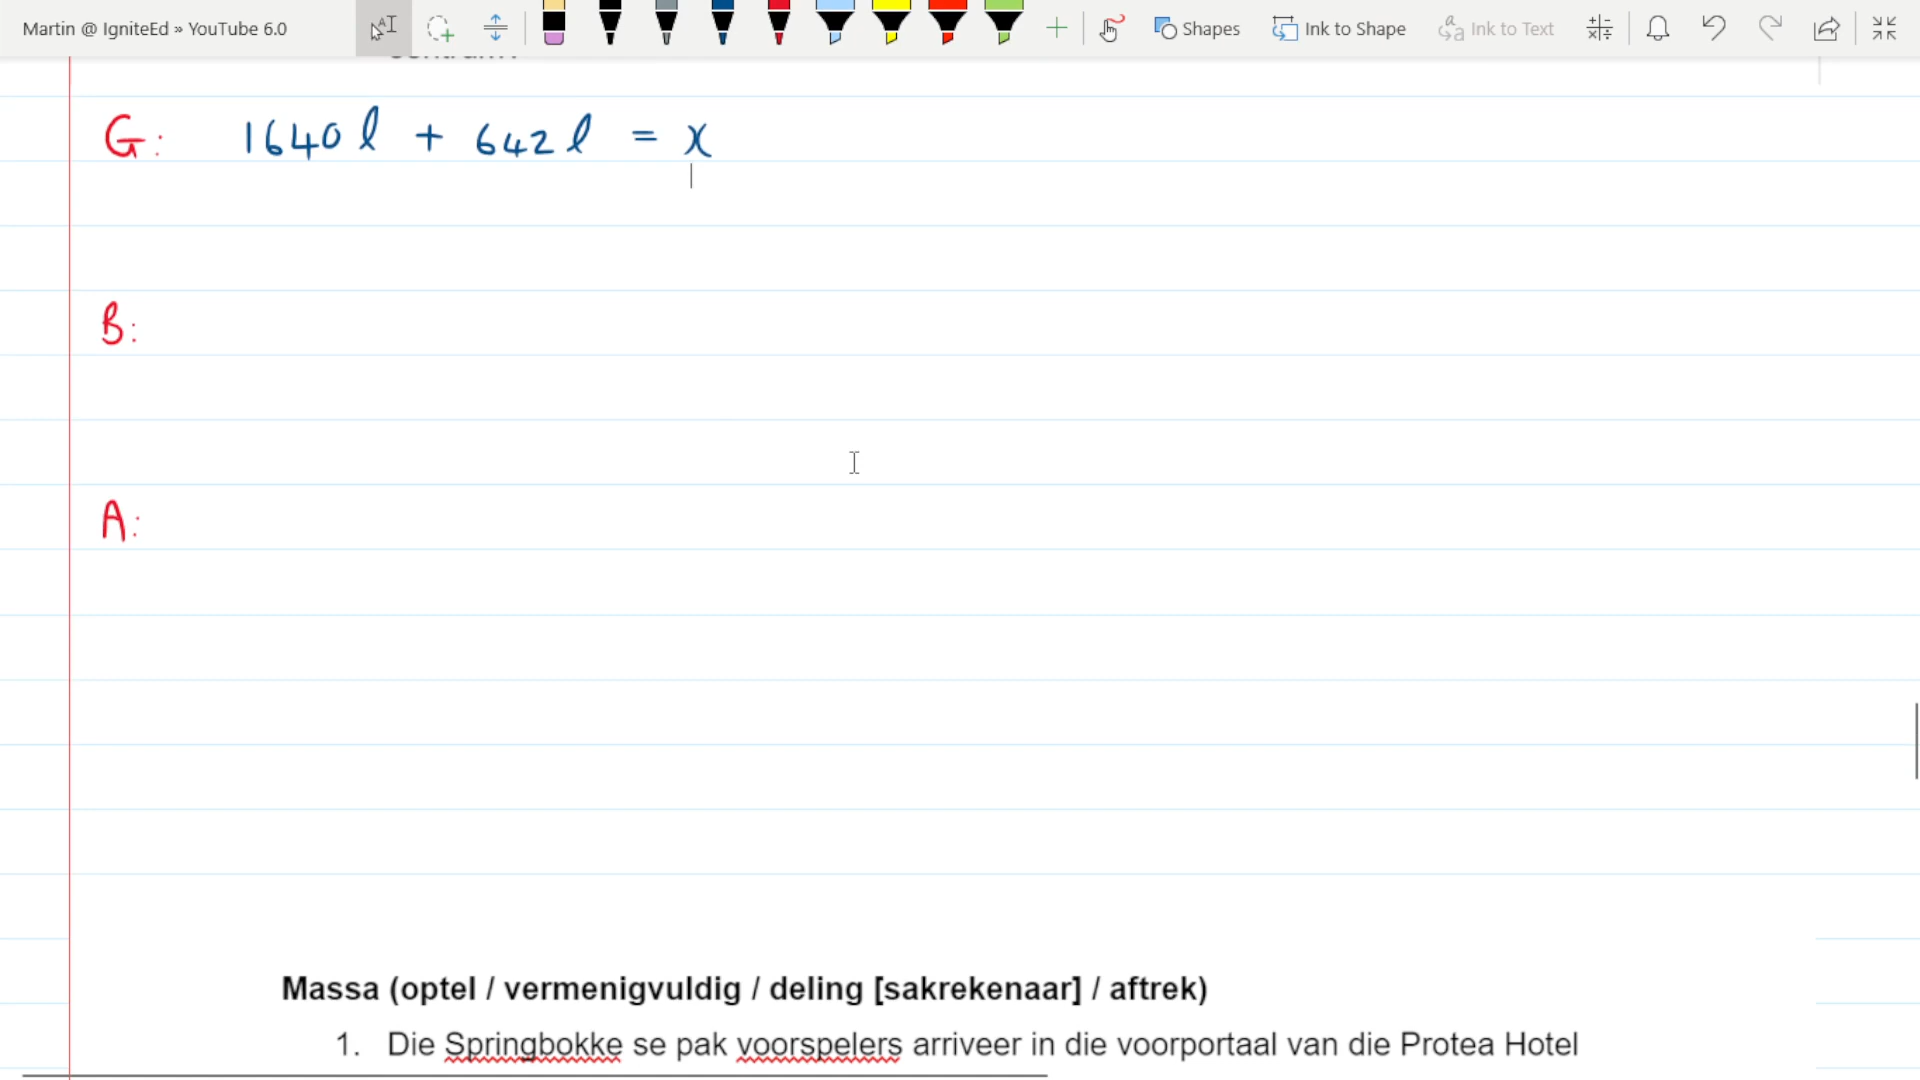 Martin @ IgniteEd » YouTube 6.0 Shapes Ink to Shape Ink to Text
G: 1640 l + 642 l = x
B:
A:
Massa (optel / vermenigvuldig / deling [sakrekenaar] / aftrek)
1. Die Springbokke se pak voorspelers arriveer in die voorportaal van die Protea Hotel